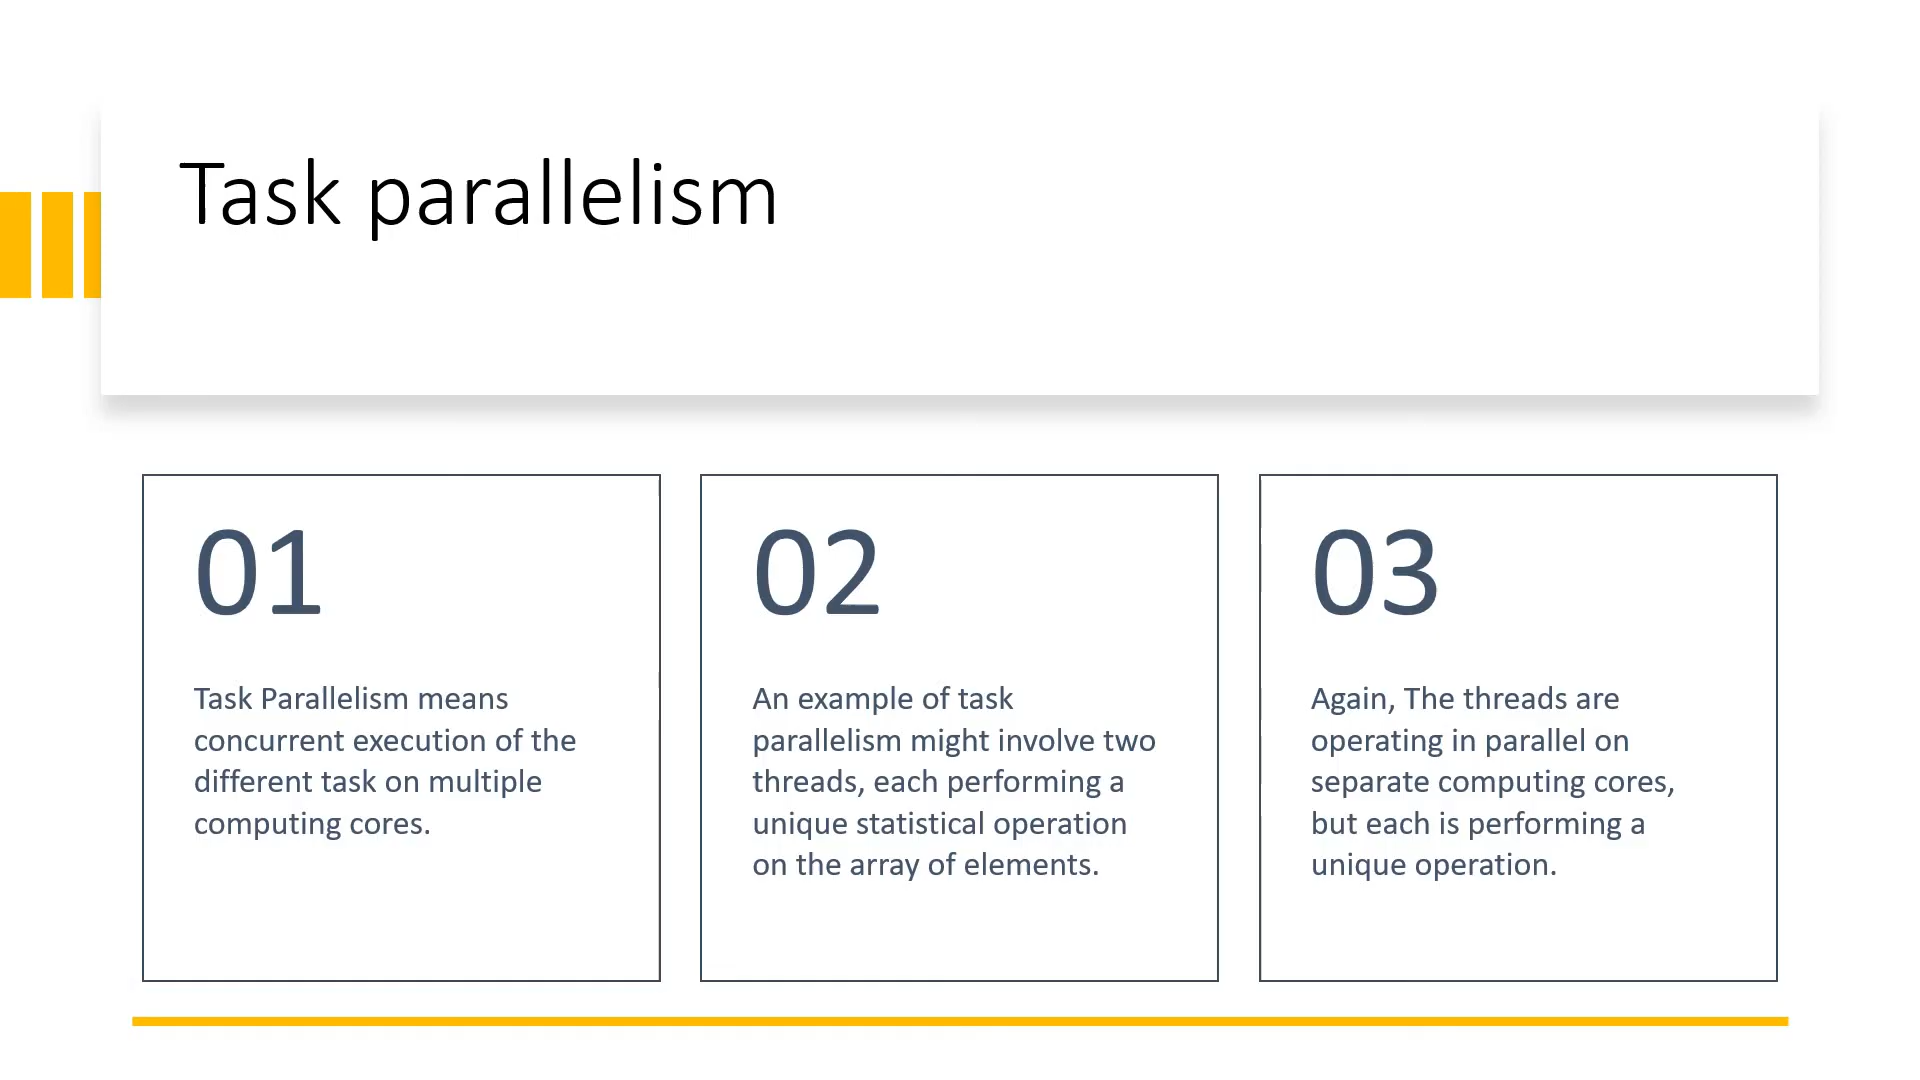 Task parallelism
01
Task Parallelism means
concurrent execution of the
different task on multiple
computing cores.
02
An example of task
parallelism might involve two
threads, each performing a
unique statistical operation
on the array of elements.
03
Again, The threads are
operating in parallel on
separate computing cores,
but each is performing a
unique operation.